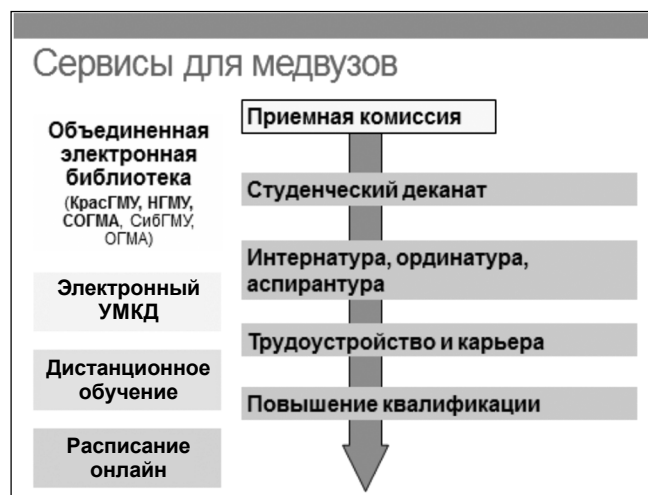 Сервисы для медвузов
Объединенная
электронная
библиотека
(КрасГМУ, НГМУ,
СОГМА, СибГМУ,
ОГМА)
Электронный
УМКД
Дистанционное
обучение
Расписание
онлайн
Приемная комиссия
Студенческий деканат
Интернатура, ординатура,
аспирантура
Трудоустройство и карьера
Повышение квалификации